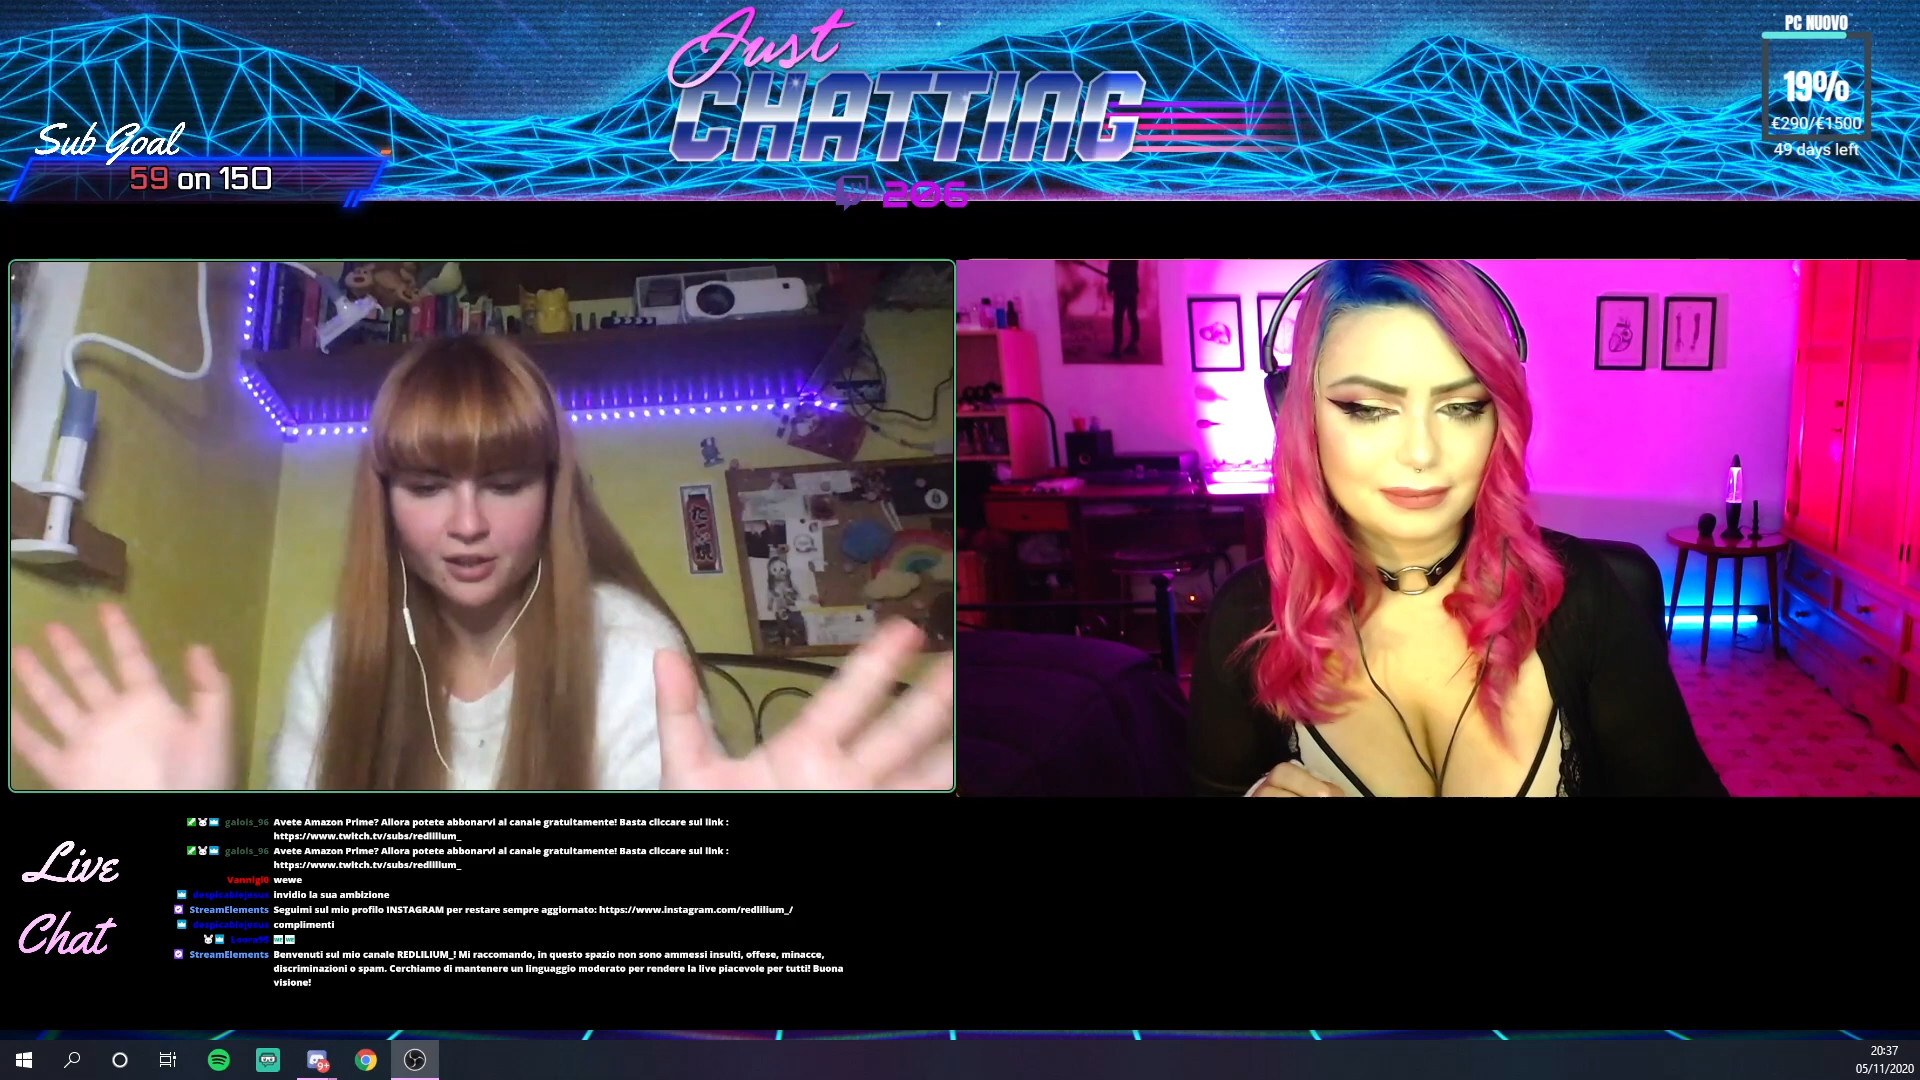 Just
CHATTING
PC NUOVO
19%
€290/€1500
49 days left
Sub Goal
59 on 150
206
たこ焼
Live
Chat
galois_96 Avete Amazon Prime? Allora potete abbonarvi al canale gratuitamente! Basta cliccare sul link :
https://www.twitch.tv/subs/redlilium_
galois_96 Avete Amazon Prime? Allora potete abbonarvi al canale gratuitamente! Basta cliccare sul link :
https://www.twitch.tv/subs/redlilium_
wewe
despicablejesus invidio la sua ambizione
StreamElements Seguimi sul mio profilo INSTAGRAM per restare sempre aggiornato: https://www.instagram.com/redlilium_/
despicablejesus complimenti
StreamElements Benvenuti sul mio canale REDLILIUM_! Mi raccomando, in questo spazio non sono ammessi insulti, offese, minacce,
discriminazioni o spam. Cerchiamo di mantenere un linguaggio moderato per rendere la live piacevole per tutti! Buona
visione!
9+
20:37
05/11/2020